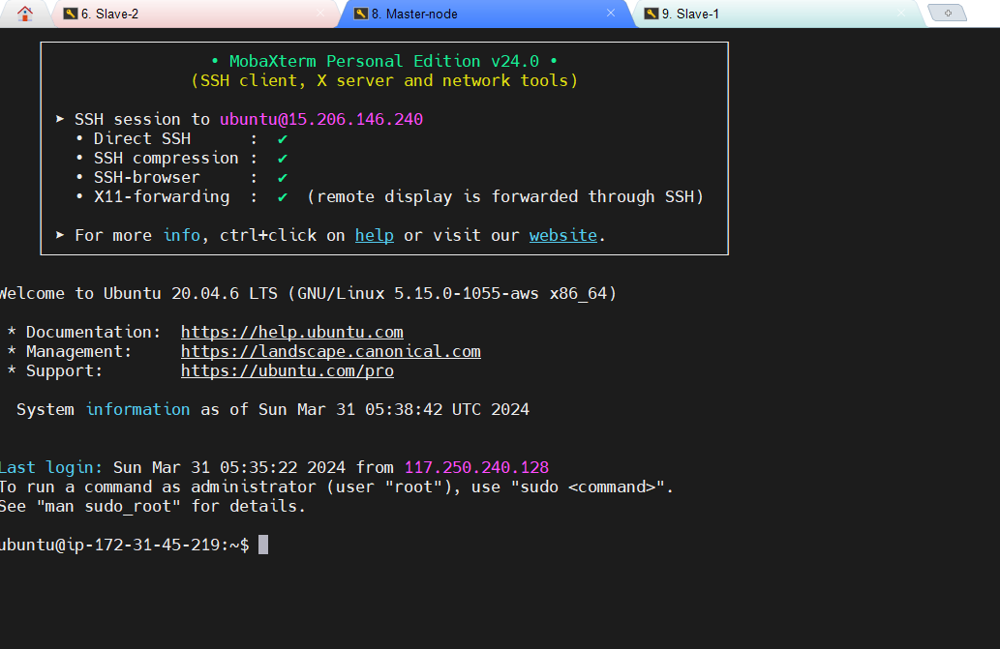 6. Slave-2
8. Master-node
9. Slave-1
• MobaXterm Personal Edition v24.0 •
(SSH client, X server and network tools)
➤ SSH session to ubuntu@15.206.146.240
• Direct SSH : ✔
• SSH compression : ✔
• SSH-browser : ✔
• X11-forwarding : ✔ (remote display is forwarded through SSH)
➤ For more info, ctrl+click on help or visit our website.
Welcome to Ubuntu 20.04.6 LTS (GNU/Linux 5.15.0-1055-aws x86_64)
* Documentation: https://help.ubuntu.com
* Management: https://landscape.canonical.com
* Support: https://ubuntu.com/pro
System information as of Sun Mar 31 05:38:42 UTC 2024
Last login: Sun Mar 31 05:35:22 2024 from 117.250.240.128
To run a command as administrator (user "root"), use "sudo <command>".
See "man sudo_root" for details.
ubuntu@ip-172-31-45-219:~$